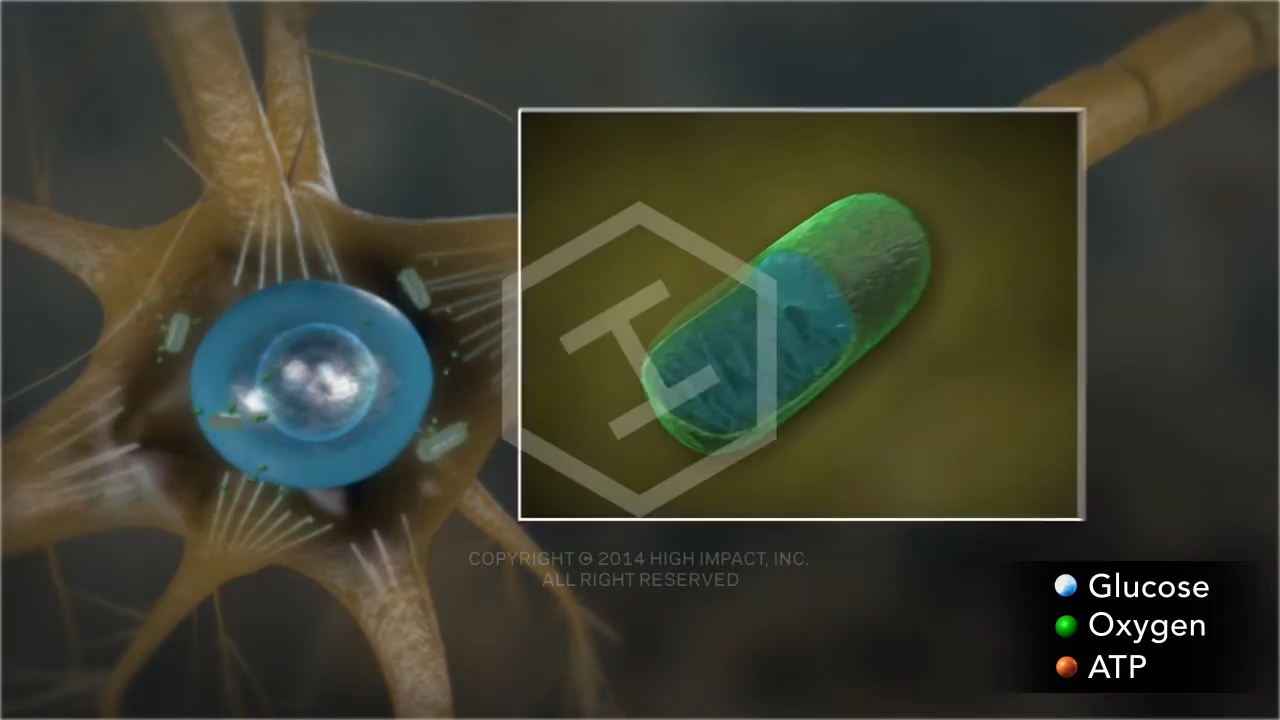 COPYRIGHT © 2014 HIGH IMPACT, INC.
ALL RIGHT RESERVED
Glucose
Oxygen
ATP